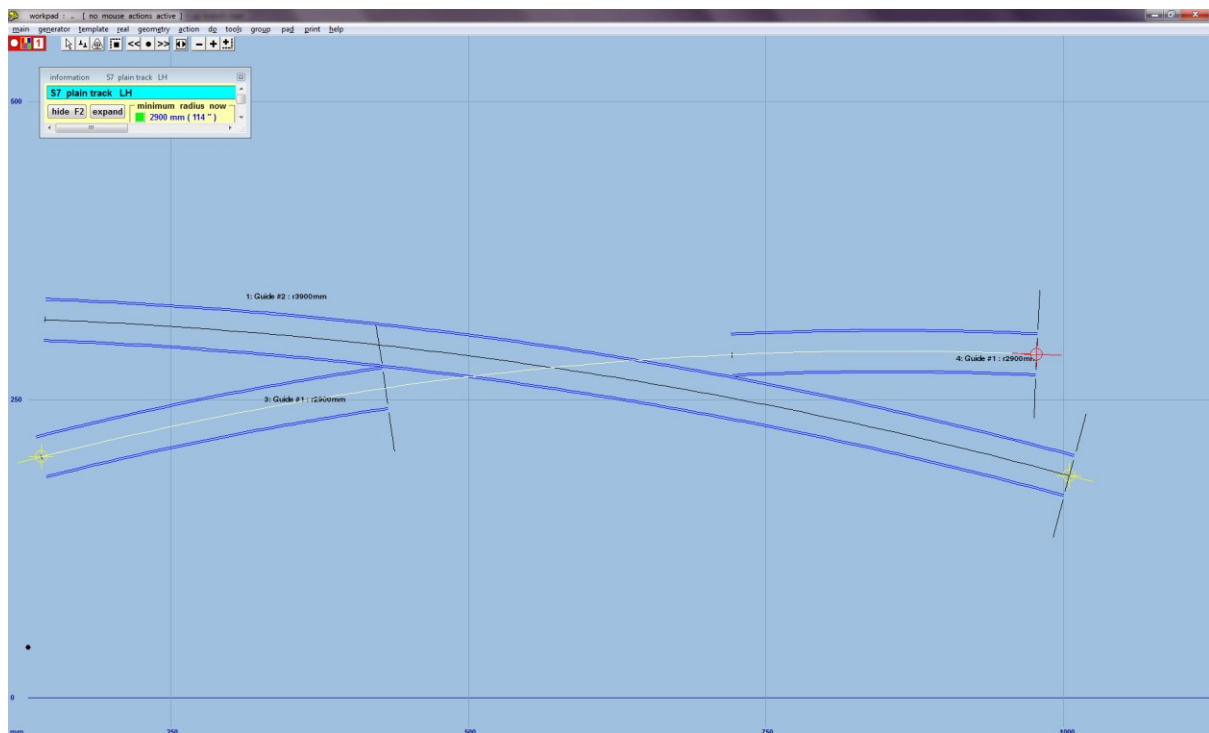 workpad : . [ no mouse actions active ]
main generator template real geometry action do tools group pad print help
1 << >>
information S7 plain track LH
S7 plain track LH
hide F2 expand minimum radius now
2900 mm ( 114 " )
500
1: Guide #2 : r3900mm
4: Guide #1 : r2900mm
250
3: Guide #1 : r2900mm
0
mm 250 500 750 1000